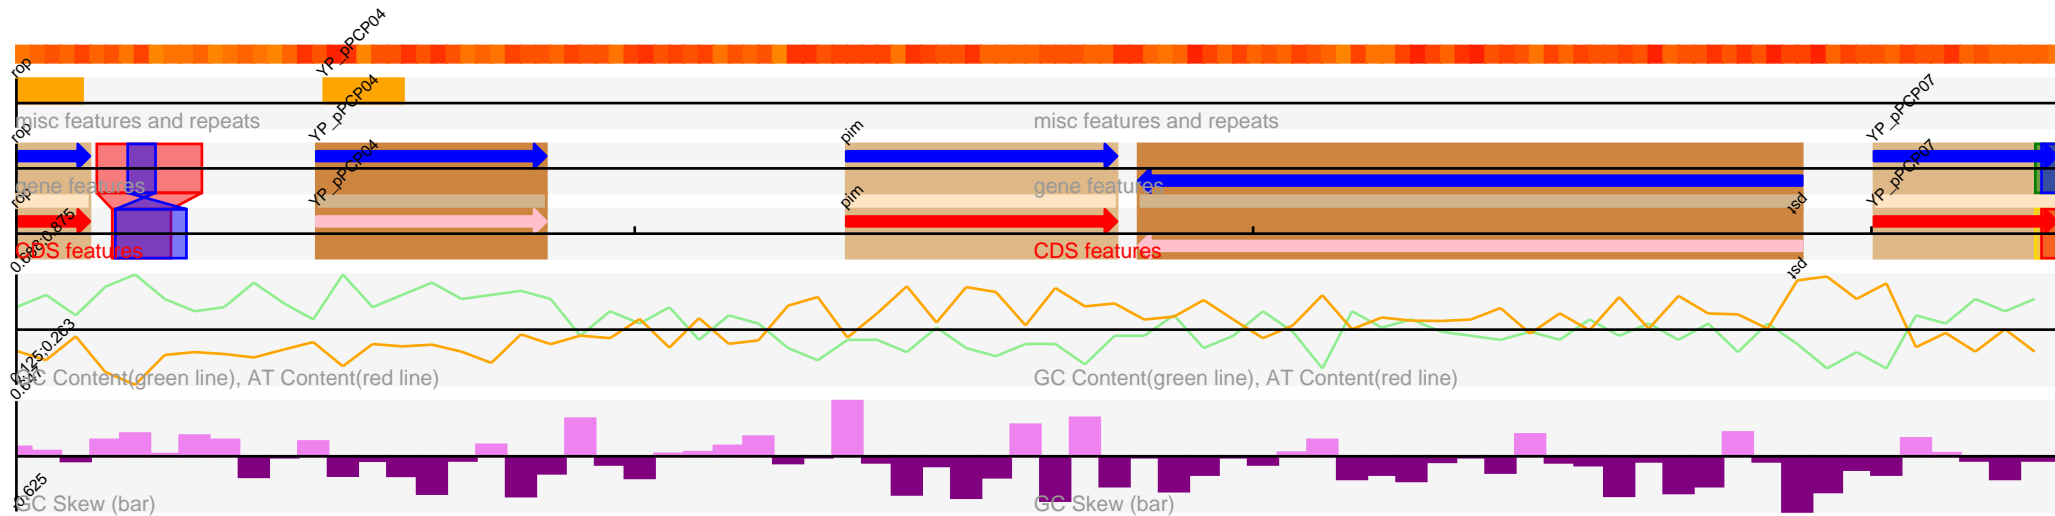 YP_pPCP04
rop
misc features and repeats
misc features and repeats
YP_pPCP04
YP_pPCP07
rop
pim
gene features
gene features
YP_pPCP04
YP_pPCP07
rop
pim
pst
CDS features
CDS features
pst
GC Content(green line), AT Content(red line)
GC Content(green line), AT Content(red line)
GC Skew (bar)
GC Skew (bar)